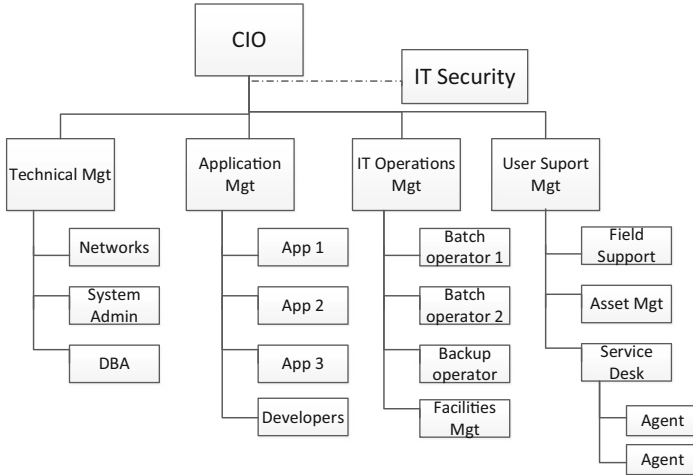 CIO
IT Security
Technical Mgt
Application
Mgt
IT Operations
Mgt
User Suport
Mgt
Networks
System
Admin
DBA
App 1
App 2
App 3
Developers
Batch
operator 1
Batch
operator 2
Backup
operator
Facilities
Mgt
Field
Support
Asset Mgt
Service
Desk
Agent
Agent